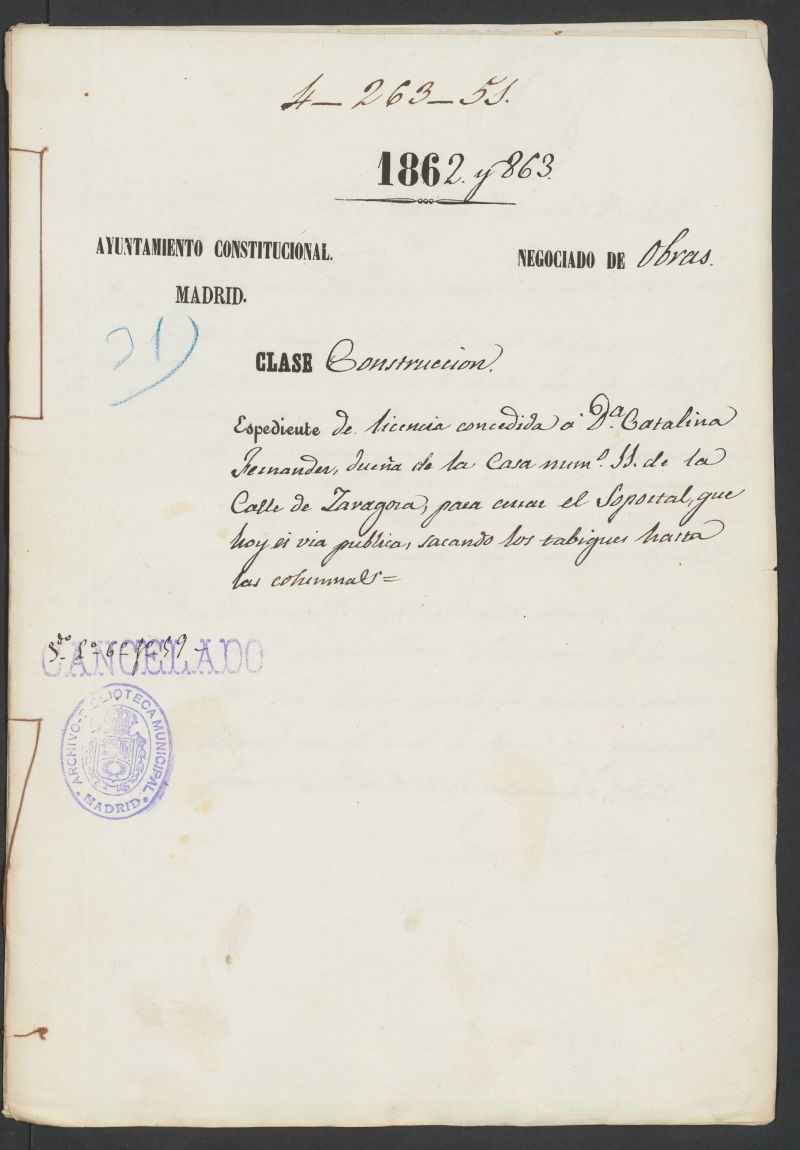 4-263-51.
1862. y 863.
AYUNTAMIENTO CONSTITUCIONAL.
MADRID.
NEGOCIADO DE Obras.
31
CLASE Construccion.
Espediente de licencia concedida á Dª. Catalina
Fernandez, dueña de la Casa numº. 11. de la
Calle de Zaragoza, para cerrar el Soportal, que
hoy es via publica, sacando los tabiques hasta
las columnas=
CANCELADO
ARCHIVO-BIBLIOTECA MUNICIPAL
MADRID